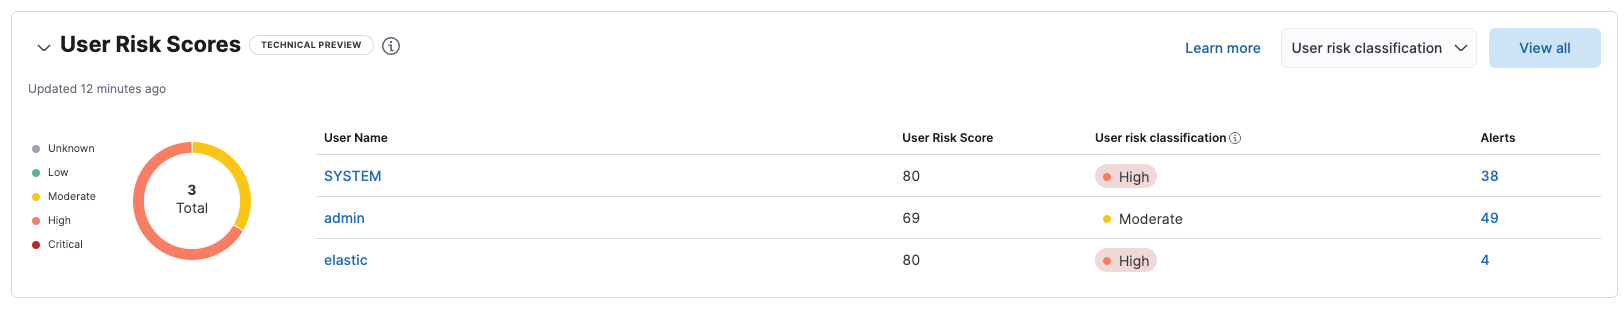 User Risk Scores TECHNICAL PREVIEW
Learn more User risk classification View all
Updated 12 minutes ago
Unknown
Low
Moderate
High
Critical
3
Total
User Name User Risk Score User risk classification Alerts
SYSTEM 80 High 38
admin 69 Moderate 49
elastic 80 High 4